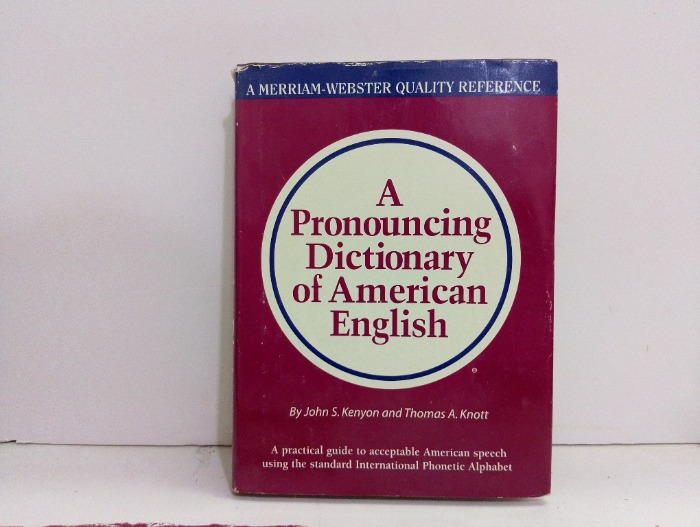 A MERRIAM-WEBSTER QUALITY REFERENCE
A
Pronouncing
Dictionary
of American
English
®
By John S. Kenyon and Thomas A. Knott
A practical guide to acceptable American speech
using the standard International Phonetic Alphabet